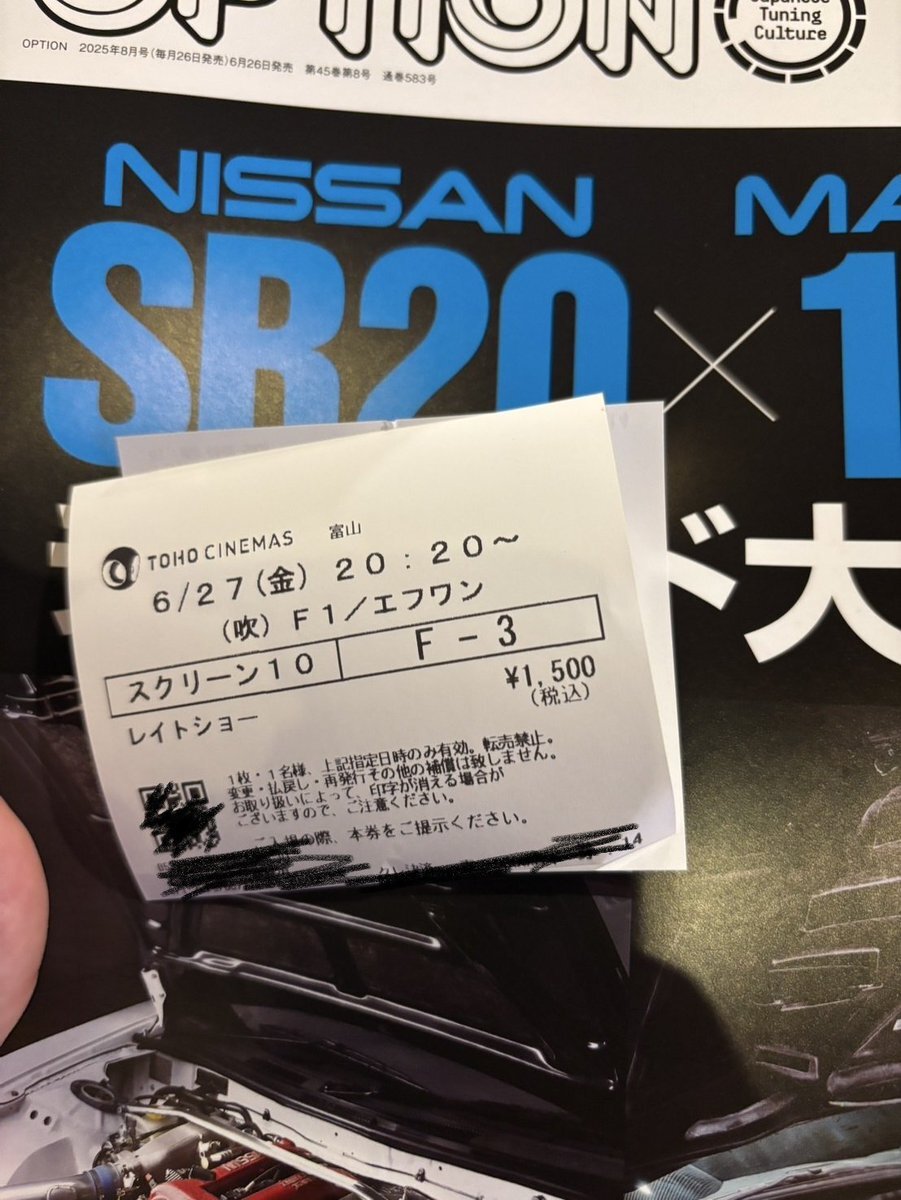 OPTION
Japanese
Tuning
Culture
OPTION 2025年8月号(毎月26日発売)6月26日発売 第45巻第8号 通巻583号
NISSAN MA
SR20×1
ド大
TOHO CINEMAS 富山
6/27(金) 20:20〜
(吹) F1/エフワン
スクリーン10 F-3
¥1,500
(税込)
レイトショー
1枚・1名様、上記指定日時のみ有効。転売禁止。
変更・払戻し・再発行その他の補償は致しません。
お取り扱いによって、印字が消える場合が
ございますので、ご注意ください。
ご入場の際、本券をご提示ください。
14
NISSAN